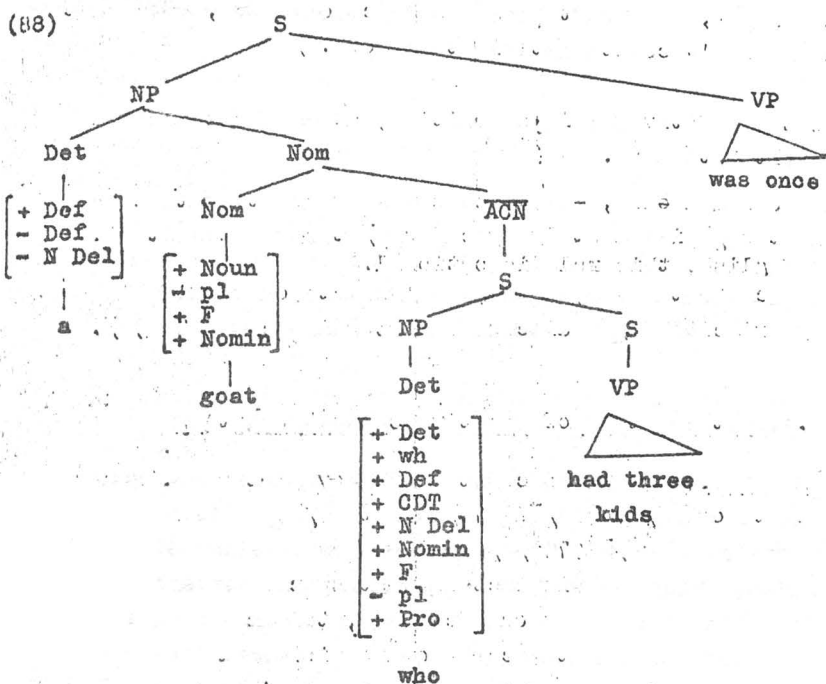 (88)
S
NP VP
Det Nom
was once
+ Def Nom ACN
- Def
- N Del
+ Noun
- pl
+ F
+ Nomin
S
a
NP S
goat
Det VP
+ Det
+ wh
+ Def
+ CDT
+ N Del
+ Nomin
+ F
- pl
+ Pro
had three
kids
who